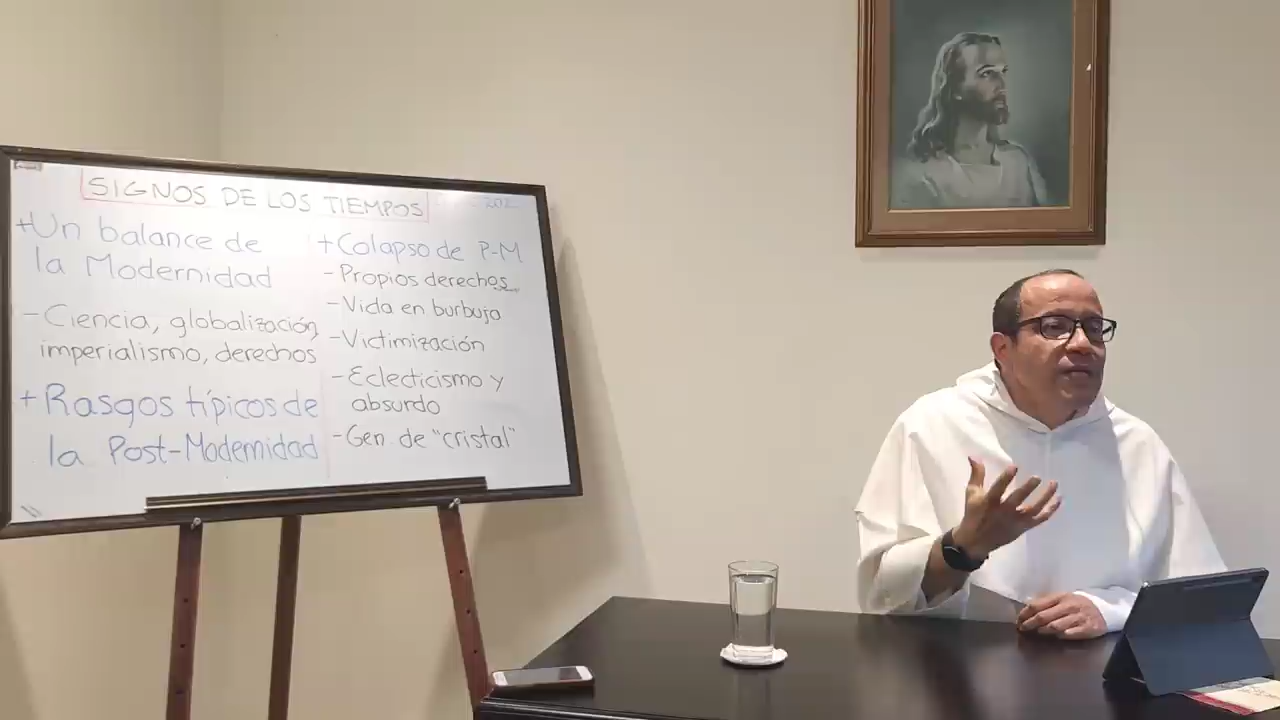 SIGNOS DE LOS TIEMPOS
+Un balance de
la Modernidad
-Ciencia, globalización,
imperialismo, derechos
+Rasgos típicos de
la Post-Modernidad
+Colapso de P-M
-Propios derechos
-Vida en burbuja
-Victimización
-Eclecticismo y
absurdo
-Gen de "cristal"